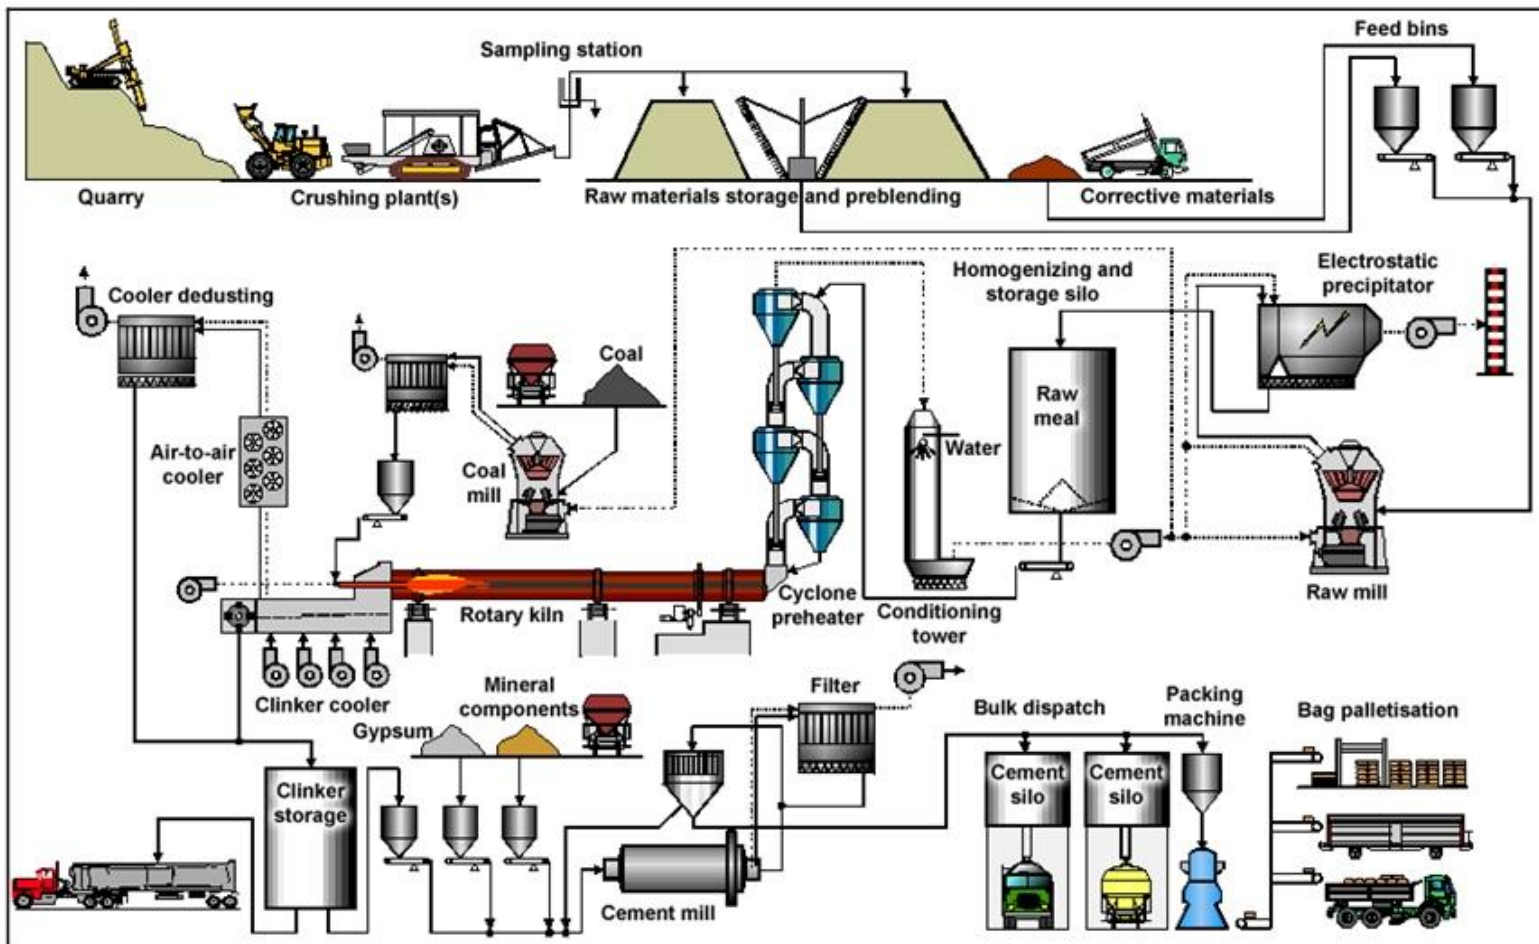 Sampling station
Feed bins
Quarry
Crushing plant(s)
Raw materials storage and preblending
Corrective materials
Cooler dedusting
Homogenizing and
storage silo
Electrostatic
precipitator
Coal
Raw
meal
Air-to-air
cooler
Coal
mill
Water
Rotary kiln
Cyclone
preheater
Conditioning
tower
Raw mill
Clinker cooler
Mineral
components
Gypsum
Filter
Bulk dispatch
Packing
machine
Bag palletisation
Clinker
storage
Cement
silo
Cement
silo
Cement mill